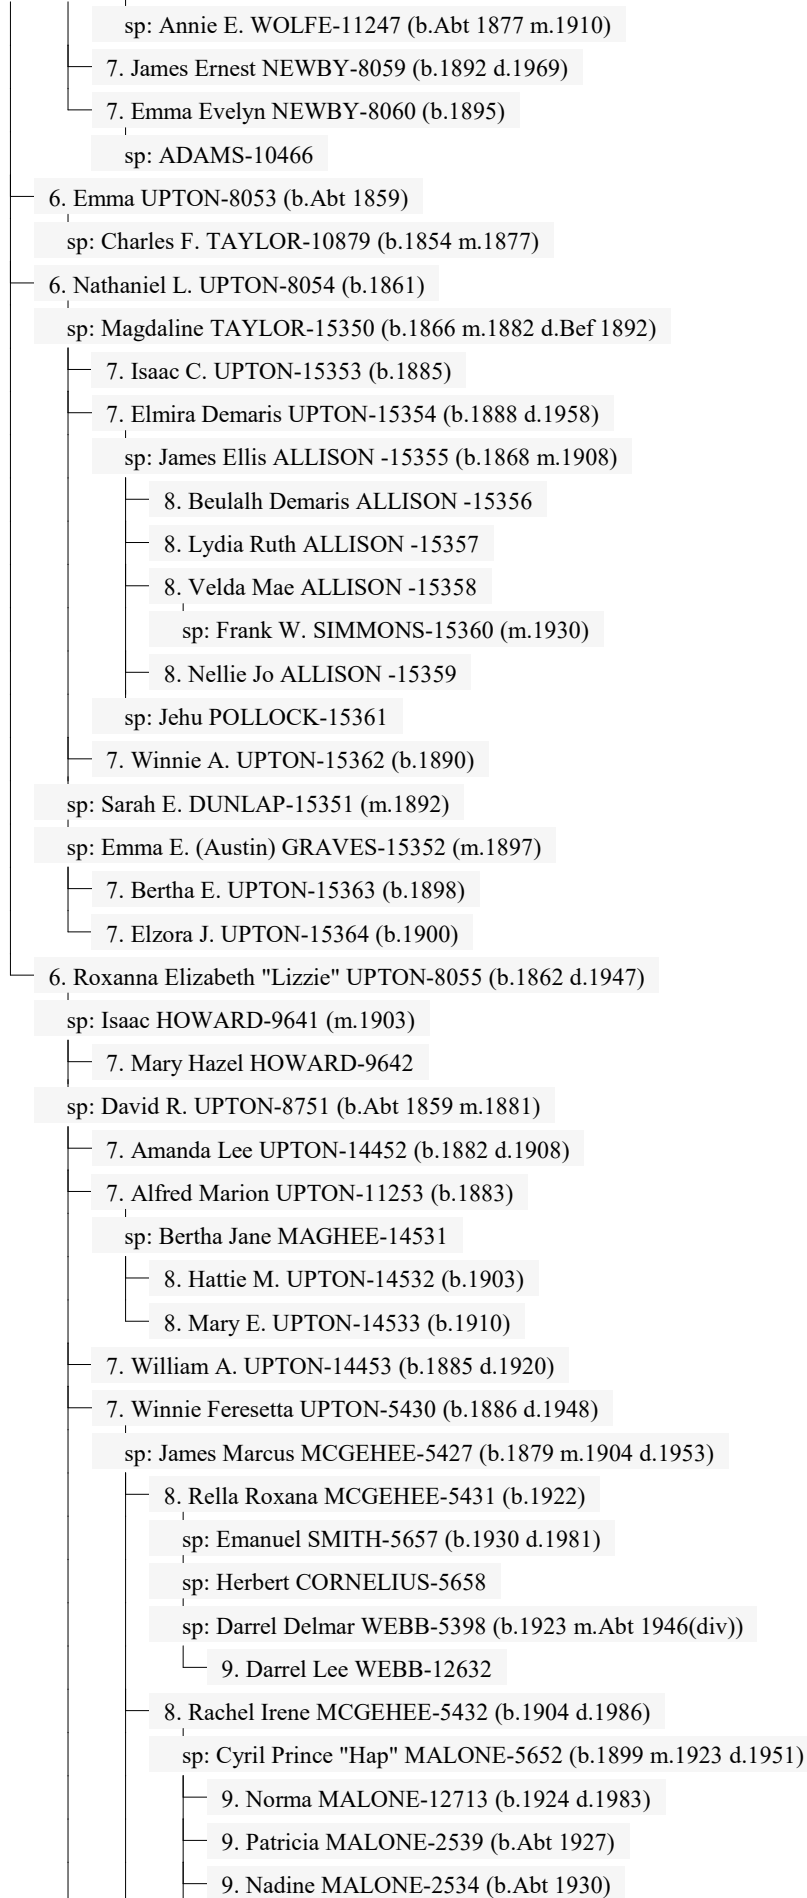 sp: Annie E. WOLFE-11247 (b.Abt 1877 m.1910)
7. James Ernest NEWBY-8059 (b.1892 d.1969)
7. Emma Evelyn NEWBY-8060 (b.1895)
sp: ADAMS-10466
6. Emma UPTON-8053 (b.Abt 1859)
sp: Charles F. TAYLOR-10879 (b.1854 m.1877)
6. Nathaniel L. UPTON-8054 (b.1861)
sp: Magdaline TAYLOR-15350 (b.1866 m.1882 d.Bef 1892)
7. Isaac C. UPTON-15353 (b.1885)
7. Elmira Demaris UPTON-15354 (b.1888 d.1958)
sp: James Ellis ALLISON -15355 (b.1868 m.1908)
8. Beulalh Demaris ALLISON -15356
8. Lydia Ruth ALLISON -15357
8. Velda Mae ALLISON -15358
sp: Frank W. SIMMONS-15360 (m.1930)
8. Nellie Jo ALLISON -15359
sp: Jehu POLLOCK-15361
7. Winnie A. UPTON-15362 (b.1890)
sp: Sarah E. DUNLAP-15351 (m.1892)
sp: Emma E. (Austin) GRAVES-15352 (m.1897)
7. Bertha E. UPTON-15363 (b.1898)
7. Elzora J. UPTON-15364 (b.1900)
6. Roxanna Elizabeth "Lizzie" UPTON-8055 (b.1862 d.1947)
sp: Isaac HOWARD-9641 (m.1903)
7. Mary Hazel HOWARD-9642
sp: David R. UPTON-8751 (b.Abt 1859 m.1881)
7. Amanda Lee UPTON-14452 (b.1882 d.1908)
7. Alfred Marion UPTON-11253 (b.1883)
sp: Bertha Jane MAGHEE-14531
8. Hattie M. UPTON-14532 (b.1903)
8. Mary E. UPTON-14533 (b.1910)
7. William A. UPTON-14453 (b.1885 d.1920)
7. Winnie Feresetta UPTON-5430 (b.1886 d.1948)
sp: James Marcus MCGEHEE-5427 (b.1879 m.1904 d.1953)
8. Rella Roxana MCGEHEE-5431 (b.1922)
sp: Emanuel SMITH-5657 (b.1930 d.1981)
sp: Herbert CORNELIUS-5658
sp: Darrel Delmar WEBB-5398 (b.1923 m.Abt 1946(div))
9. Darrel Lee WEBB-12632
8. Rachel Irene MCGEHEE-5432 (b.1904 d.1986)
sp: Cyril Prince "Hap" MALONE-5652 (b.1899 m.1923 d.1951)
9. Norma MALONE-12713 (b.1924 d.1983)
9. Patricia MALONE-2539 (b.Abt 1927)
9. Nadine MALONE-2534 (b.Abt 1930)